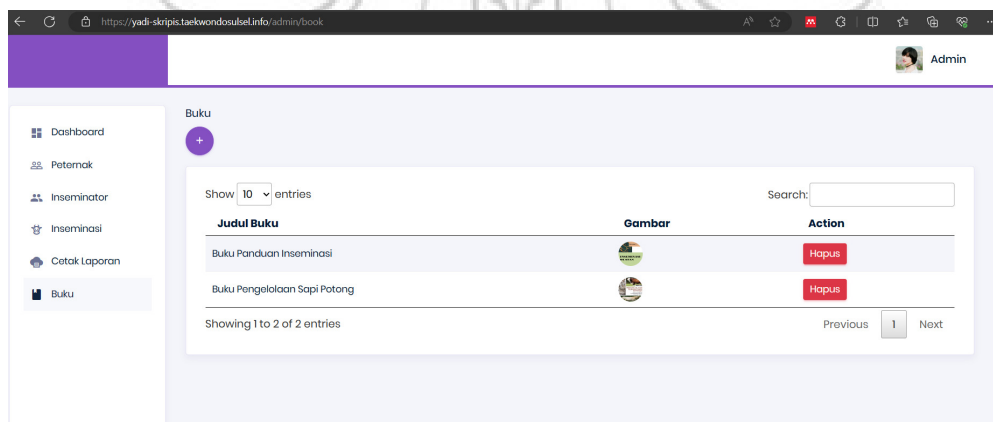 https://yadi-skripis.taekwondosulsel.info/admin/book
Admin
Dashboard
Peternak
Inseminator
Inseminasi
Cetak Laporan
Buku
Buku
+
Show 10 entries
Search:
Judul Buku Gambar Action
Buku Panduan Inseminasi Hapus
Buku Pengelolaan Sapi Potong Hapus
Showing 1 to 2 of 2 entries
Previous 1 Next